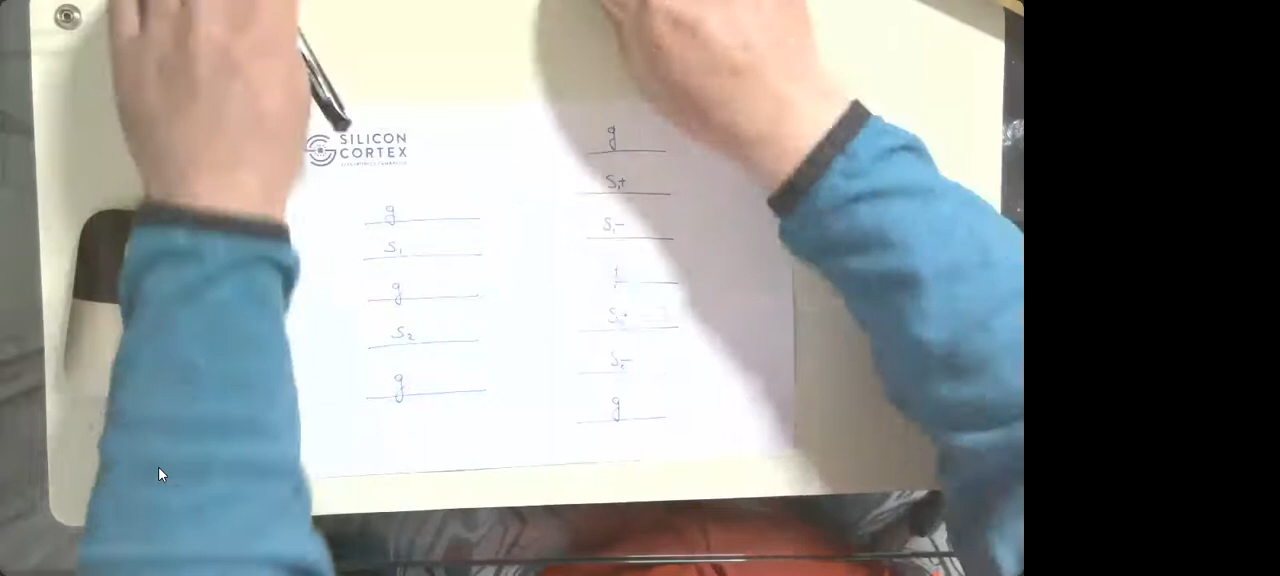 SILICON
CORTEX
g
S1
g
S2
g
g
S1+
S1-
S2-
g